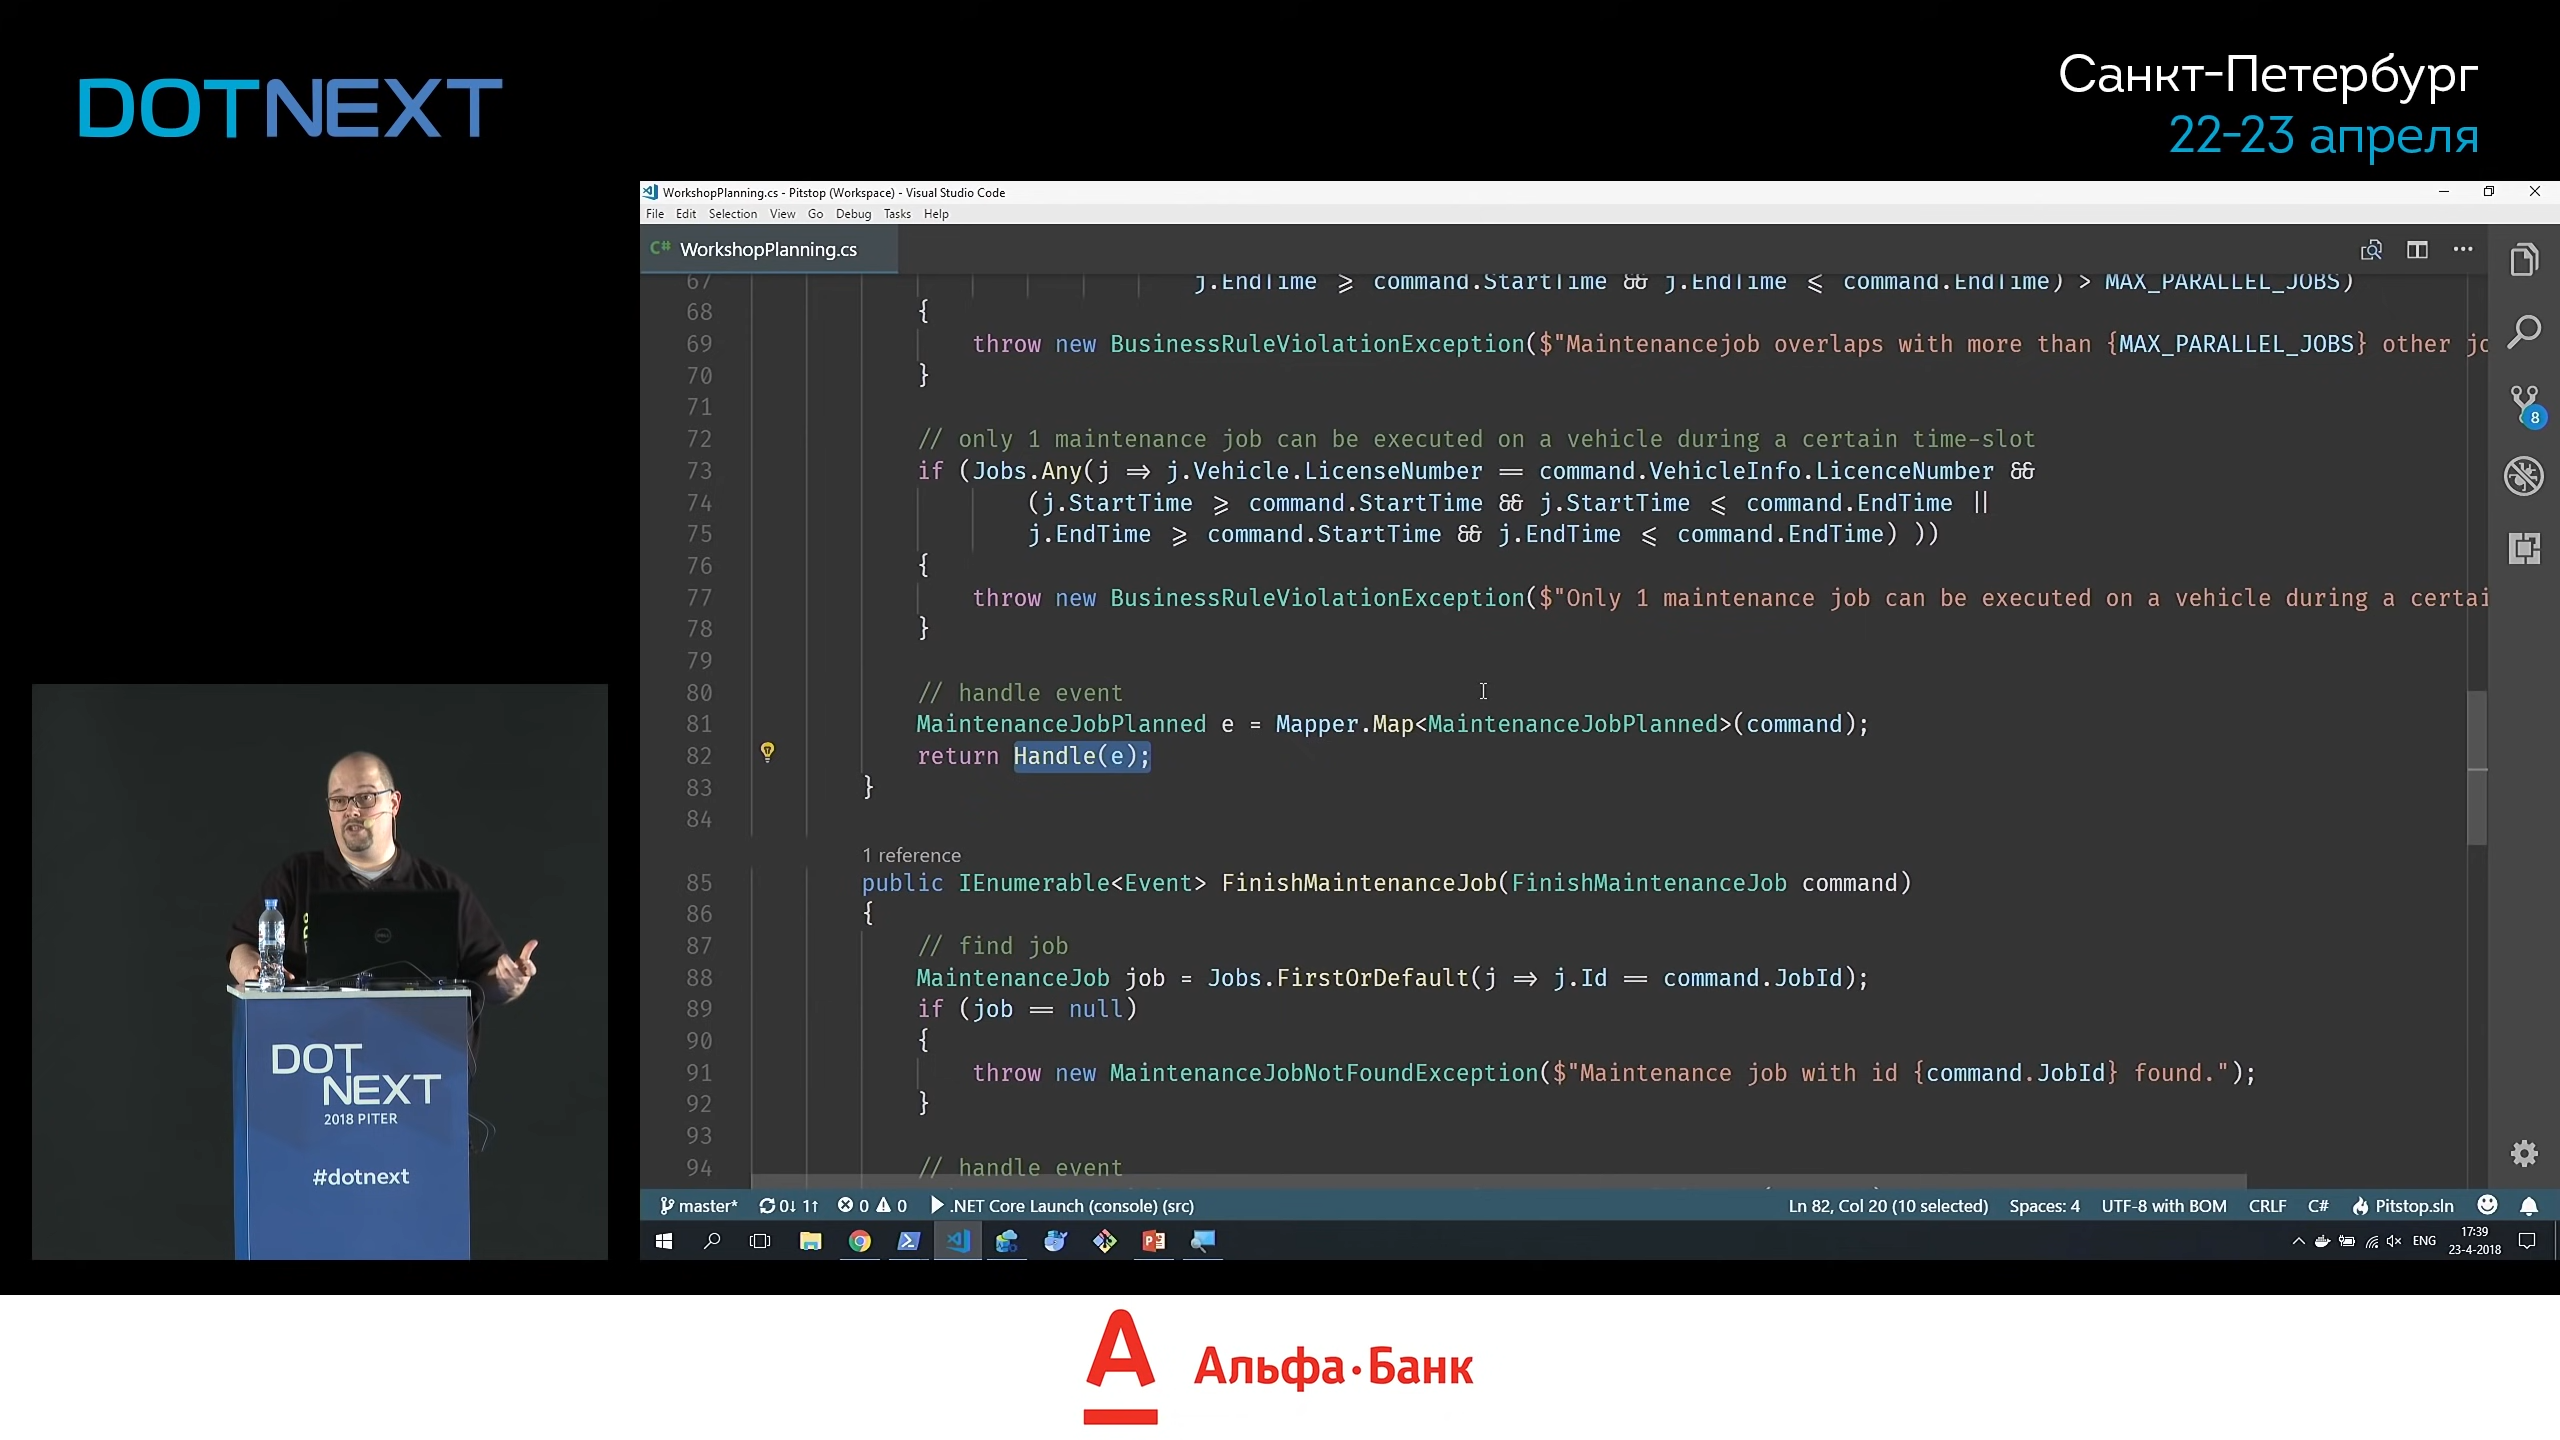 DOTNEXT
Санкт-Петербург
22-23 апреля
WorkshopPlanning.cs - Pitstop (Workspace) - Visual Studio Code
File Edit Selection View Go Debug Tasks Help
C# WorkshopPlanning.cs
67 j.EndTime >= command.StartTime && j.EndTime <= command.EndTime) > MAX_PARALLEL_JOBS)
68 {
69 throw new BusinessRuleViolationException($"Maintenancejob overlaps with more than {MAX_PARALLEL_JOBS} other jo
70 }
71
72 // only 1 maintenance job can be executed on a vehicle during a certain time-slot
73 if (Jobs.Any(j => j.Vehicle.LicenseNumber == command.VehicleInfo.LicenceNumber &&
74 (j.StartTime >= command.StartTime && j.StartTime <= command.EndTime ||
75 j.EndTime >= command.StartTime && j.EndTime <= command.EndTime) ))
76 {
77 throw new BusinessRuleViolationException($"Only 1 maintenance job can be executed on a vehicle during a certai
78 }
79
80 // handle event
81 MaintenanceJobPlanned e = Mapper.Map<MaintenanceJobPlanned>(command);
82 return Handle(e);
83 }
84
1 reference
85 public IEnumerable<Event> FinishMaintenanceJob(FinishMaintenanceJob command)
86 {
87 // find job
88 MaintenanceJob job = Jobs.FirstOrDefault(j => j.Id == command.JobId);
89 if (job == null)
90 {
91 throw new MaintenanceJobNotFoundException($"Maintenance job with id {command.JobId} found.");
92 }
93
94 // handle event
8
master* 0↓ 1↑ 0 0 .NET Core Launch (console) (src) Ln 82, Col 20 (10 selected) Spaces: 4 UTF-8 with BOM CRLF C# Pitstop.sln
ENG 17:39
23-4-2018
DELL
DOT
NEXT
2018 PITER
#dotnext
Альфа·Банк